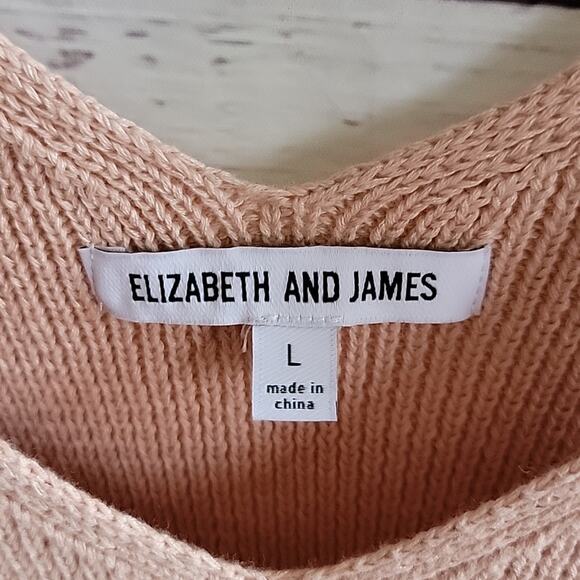 ELIZABETH AND JAMES
L
made in
china